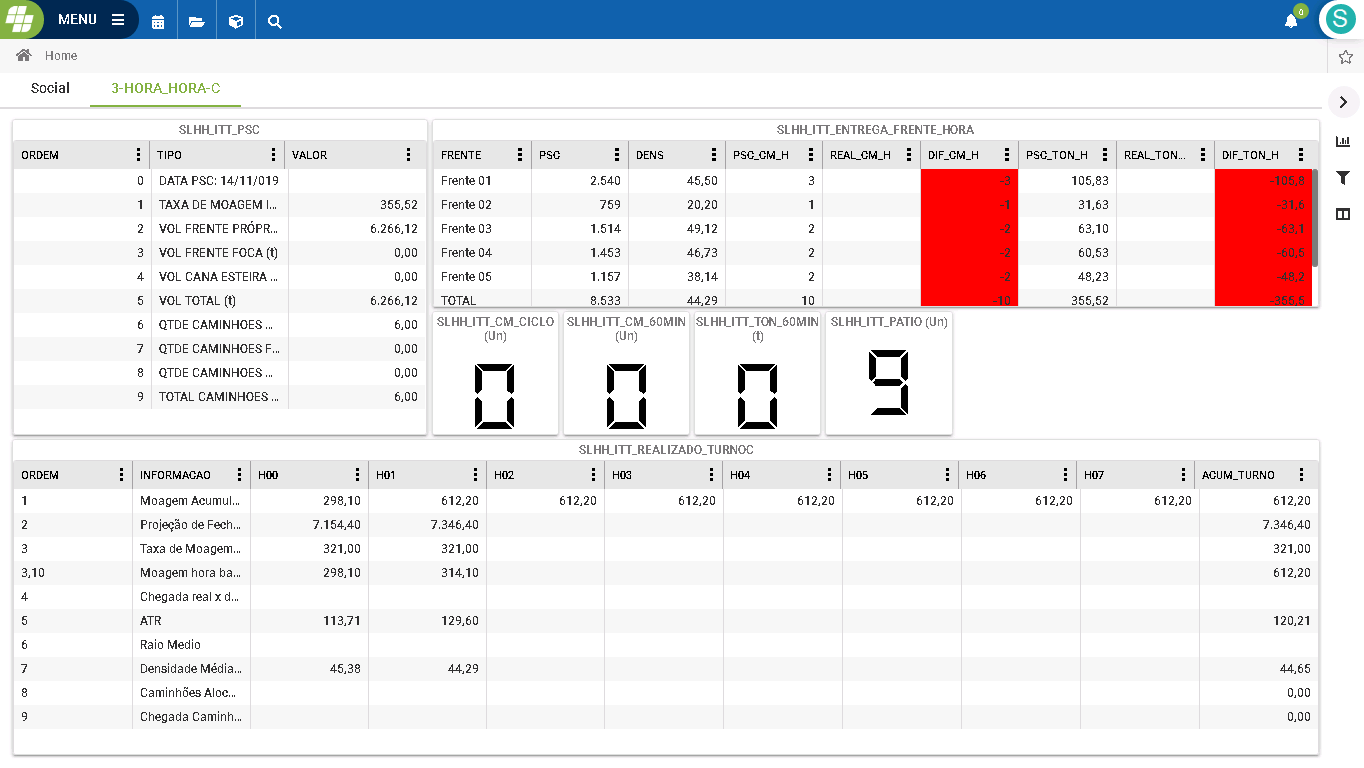 MENU
0
S
Home
Social 3-HORA_HORA-C
SLHH_ITT_PSC
ORDEM TIPO VALOR
0 DATA PSC: 14/11/019
1 TAXA DE MOAGEM I... 355,52
2 VOL FRENTE PRÓPR... 6.266,12
3 VOL FRENTE FOCA (t) 0,00
4 VOL CANA ESTEIRA ... 0,00
5 VOL TOTAL (t) 6.266,12
6 QTDE CAMINHOES ... 6,00
7 QTDE CAMINHOES F... 0,00
8 QTDE CAMINHOES ... 0,00
9 TOTAL CAMINHOES ... 6,00
SLHH_ITT_ENTREGA_FRENTE_HORA
FRENTE PSC DENS PSC_CM_H REAL_CM_H DIF_CM_H PSC_TON_H REAL_TON... DIF_TON_H
Frente 01 2.540 45,50 3 -3 105,83 -105,8
Frente 02 759 20,20 1 -1 31,63 -31,6
Frente 03 1.514 49,12 2 -2 63,10 -63,1
Frente 04 1.453 46,73 2 -2 60,53 -60,5
Frente 05 1.157 38,14 2 -2 48,23 -48,2
TOTAL 8.533 44,29 10 -10 355,52 -355,5
SLHH_ITT_CM_CICLO
(Un)
0
SLHH_ITT_CM_60MIN
(Un)
0
SLHH_ITT_TON_60MIN
(t)
0
SLHH_ITT_PATIO (Un)
9
SLHH_ITT_REALIZADO_TURNOC
ORDEM INFORMACAO H00 H01 H02 H03 H04 H05 H06 H07 ACUM_TURNO
1 Moagem Acumul... 298,10 612,20 612,20 612,20 612,20 612,20 612,20 612,20 612,20
2 Projeção de Fech... 7.154,40 7.346,40 7.346,40
3 Taxa de Moagem... 321,00 321,00 321,00
3,10 Moagem hora ba... 298,10 314,10 612,20
4 Chegada real x d...
5 ATR 113,71 129,60 120,21
6 Raio Medio
7 Densidade Média... 45,38 44,29 44,65
8 Caminhões Aloc... 0,00
9 Chegada Caminh... 0,00